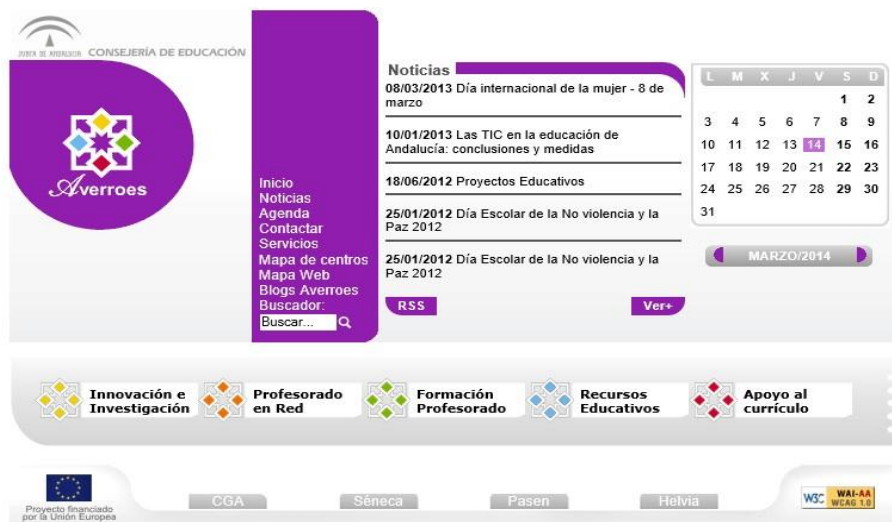 JUNTA DE ANDALUCIA CONSEJERÍA DE EDUCACIÓN
Averroes
Inicio
Noticias
Agenda
Contactar
Servicios
Mapa de centros
Mapa Web
Blogs Averroes
Buscador:
Buscar...
Noticias
08/03/2013 Día internacional de la mujer - 8 de
marzo
10/01/2013 Las TIC en la educación de
Andalucía: conclusiones y medidas
18/06/2012 Proyectos Educativos
25/01/2012 Día Escolar de la No violencia y la
Paz 2012
25/01/2012 Día Escolar de la No violencia y la
Paz 2012
RSS Ver+
L M X J V S D
1 2
3 4 5 6 7 8 9
10 11 12 13 14 15 16
17 18 19 20 21 22 23
24 25 26 27 28 29 30
31
MARZO/2014
Innovación e
Investigación
Profesorado
en Red
Formación
Profesorado
Recursos
Educativos
Apoyo al
currículo
Proyecto financiado
por la Unión Europea
CGA Séneca Pasen Helvia
W3C WAI-AA
WCAG 1.0